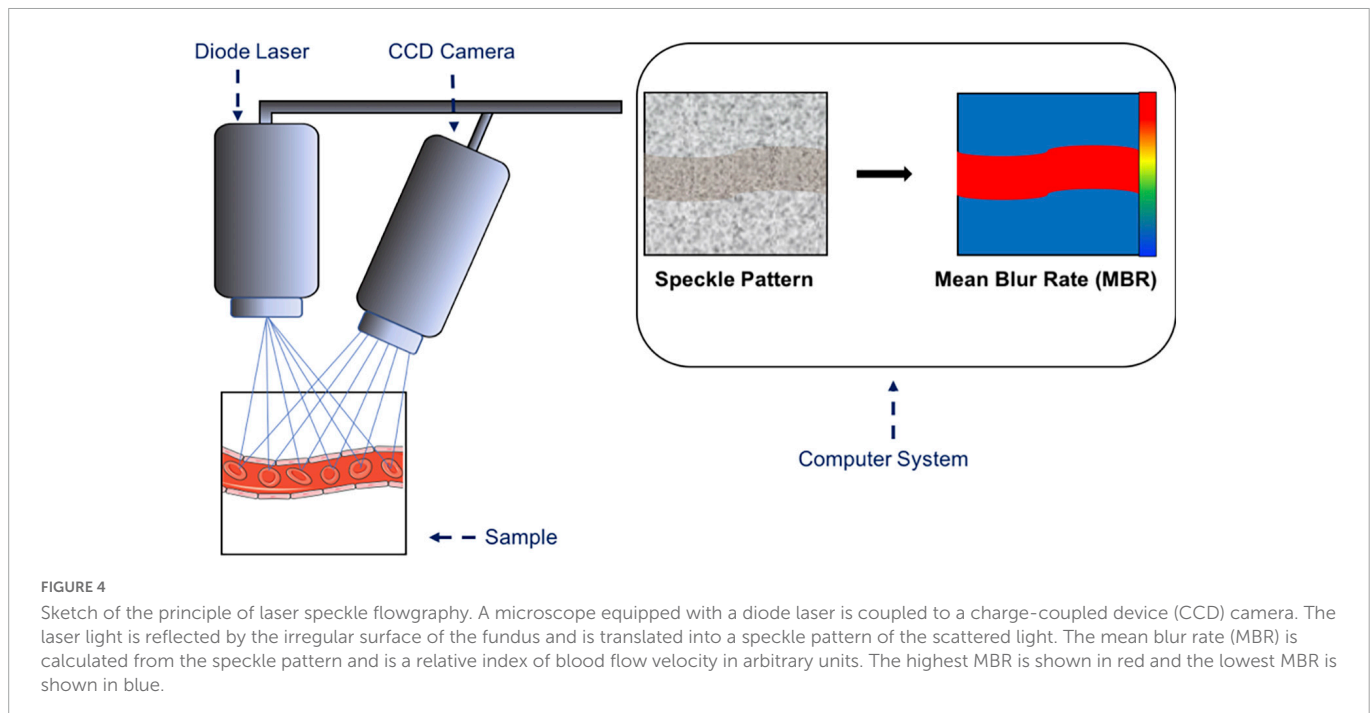 Diode Laser
CCD Camera
Speckle Pattern
Mean Blur Rate (MBR)
Computer System
Sample
FIGURE 4
Sketch of the principle of laser speckle flowgraphy. A microscope equipped with a diode laser is coupled to a charge-coupled device (CCD) camera. The
laser light is reflected by the irregular surface of the fundus and is translated into a speckle pattern of the scattered light. The mean blur rate (MBR) is
calculated from the speckle pattern and is a relative index of blood flow velocity in arbitrary units. The highest MBR is shown in red and the lowest MBR is
shown in blue.